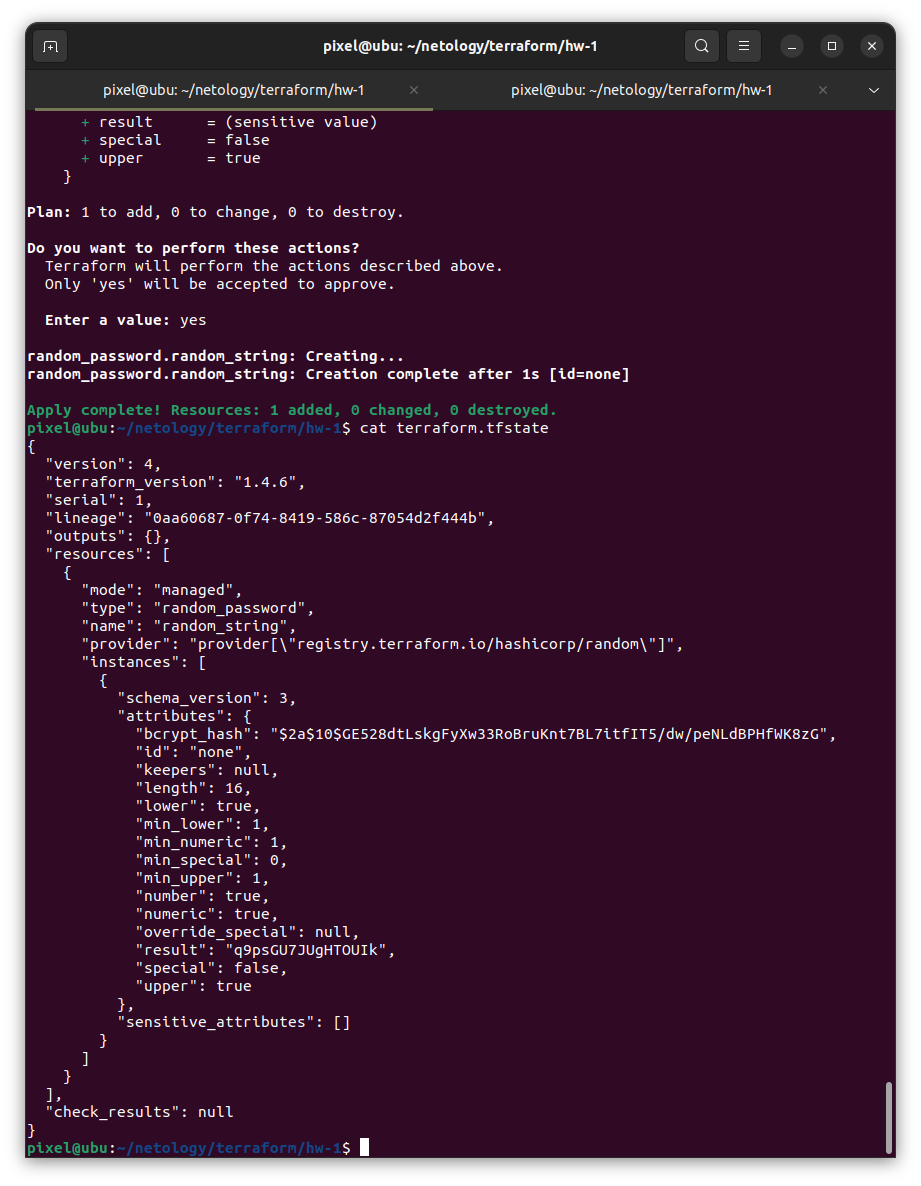 pixel@ubu: ~/netology/terraform/hw-1
pixel@ubu: ~/netology/terraform/hw-1 × pixel@ubu: ~/netology/terraform/hw-1 ×
      + result      = (sensitive value)
      + special     = false
      + upper       = true
    }

Plan: 1 to add, 0 to change, 0 to destroy.

Do you want to perform these actions?
  Terraform will perform the actions described above.
  Only 'yes' will be accepted to approve.

  Enter a value: yes

random_password.random_string: Creating...
random_password.random_string: Creation complete after 1s [id=none]

Apply complete! Resources: 1 added, 0 changed, 0 destroyed.
pixel@ubu:~/netology/terraform/hw-1$ cat terraform.tfstate
{
  "version": 4,
  "terraform_version": "1.4.6",
  "serial": 1,
  "lineage": "0aa60687-0f74-8419-586c-87054d2f444b",
  "outputs": {},
  "resources": [
    {
      "mode": "managed",
      "type": "random_password",
      "name": "random_string",
      "provider": "provider[\"registry.terraform.io/hashicorp/random\"]",
      "instances": [
        {
          "schema_version": 3,
          "attributes": {
            "bcrypt_hash": "$2a$10$GE528dtLskgFyXw33RoBruKnt7BL7itfIT5/dw/peNLdBPHfWK8zG",
            "id": "none",
            "keepers": null,
            "length": 16,
            "lower": true,
            "min_lower": 1,
            "min_numeric": 1,
            "min_special": 0,
            "min_upper": 1,
            "number": true,
            "numeric": true,
            "override_special": null,
            "result": "q9psGU7JUgHTOUIk",
            "special": false,
            "upper": true
          },
          "sensitive_attributes": []
        }
      ]
    }
  ],
  "check_results": null
}
pixel@ubu:~/netology/terraform/hw-1$